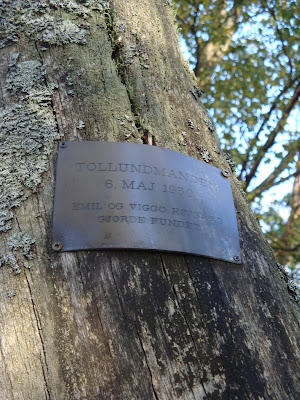 TOLLUNDMANDEN
6. MAJ 1950
EMIL OG VIGGO
GJORDE FUNDET